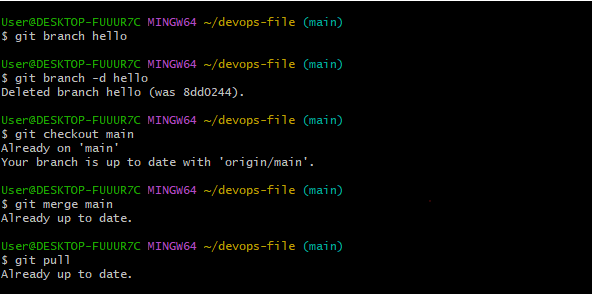 User@DESKTOP-FUUUR7C MINGW64 ~/devops-file (main)
$ git branch hello
User@DESKTOP-FUUUR7C MINGW64 ~/devops-file (main)
$ git branch -d hello
Deleted branch hello (was 8dd0244).
User@DESKTOP-FUUUR7C MINGW64 ~/devops-file (main)
$ git checkout main
Already on 'main'
Your branch is up to date with 'origin/main'.
User@DESKTOP-FUUUR7C MINGW64 ~/devops-file (main)
$ git merge main
Already up to date.
User@DESKTOP-FUUUR7C MINGW64 ~/devops-file (main)
$ git pull
Already up to date.